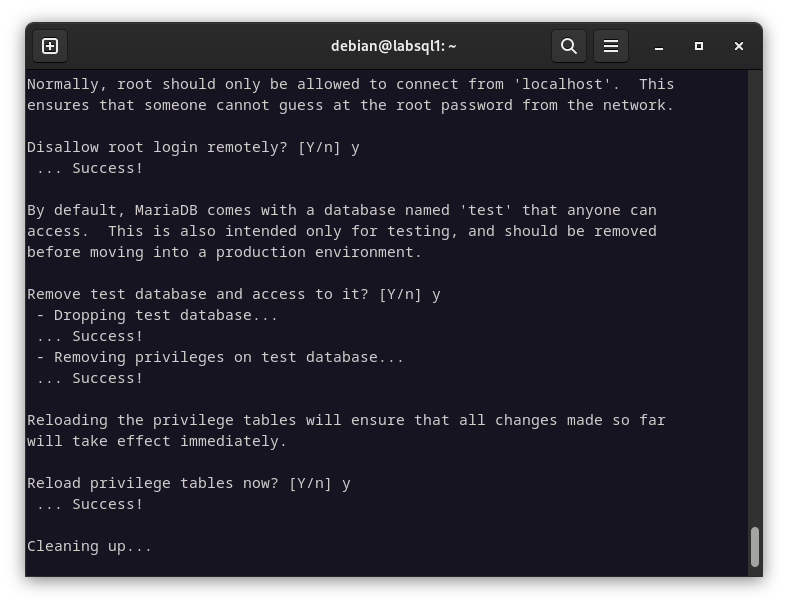 debian@labsql1: ~
Normally, root should only be allowed to connect from 'localhost'.  This
ensures that someone cannot guess at the root password from the network.
Disallow root login remotely? [Y/n] y
 ... Success!
By default, MariaDB comes with a database named 'test' that anyone can
access.  This is also intended only for testing, and should be removed
before moving into a production environment.
Remove test database and access to it? [Y/n] y
 - Dropping test database...
 ... Success!
 - Removing privileges on test database...
 ... Success!
Reloading the privilege tables will ensure that all changes made so far
will take effect immediately.
Reload privilege tables now? [Y/n] y
 ... Success!
Cleaning up...